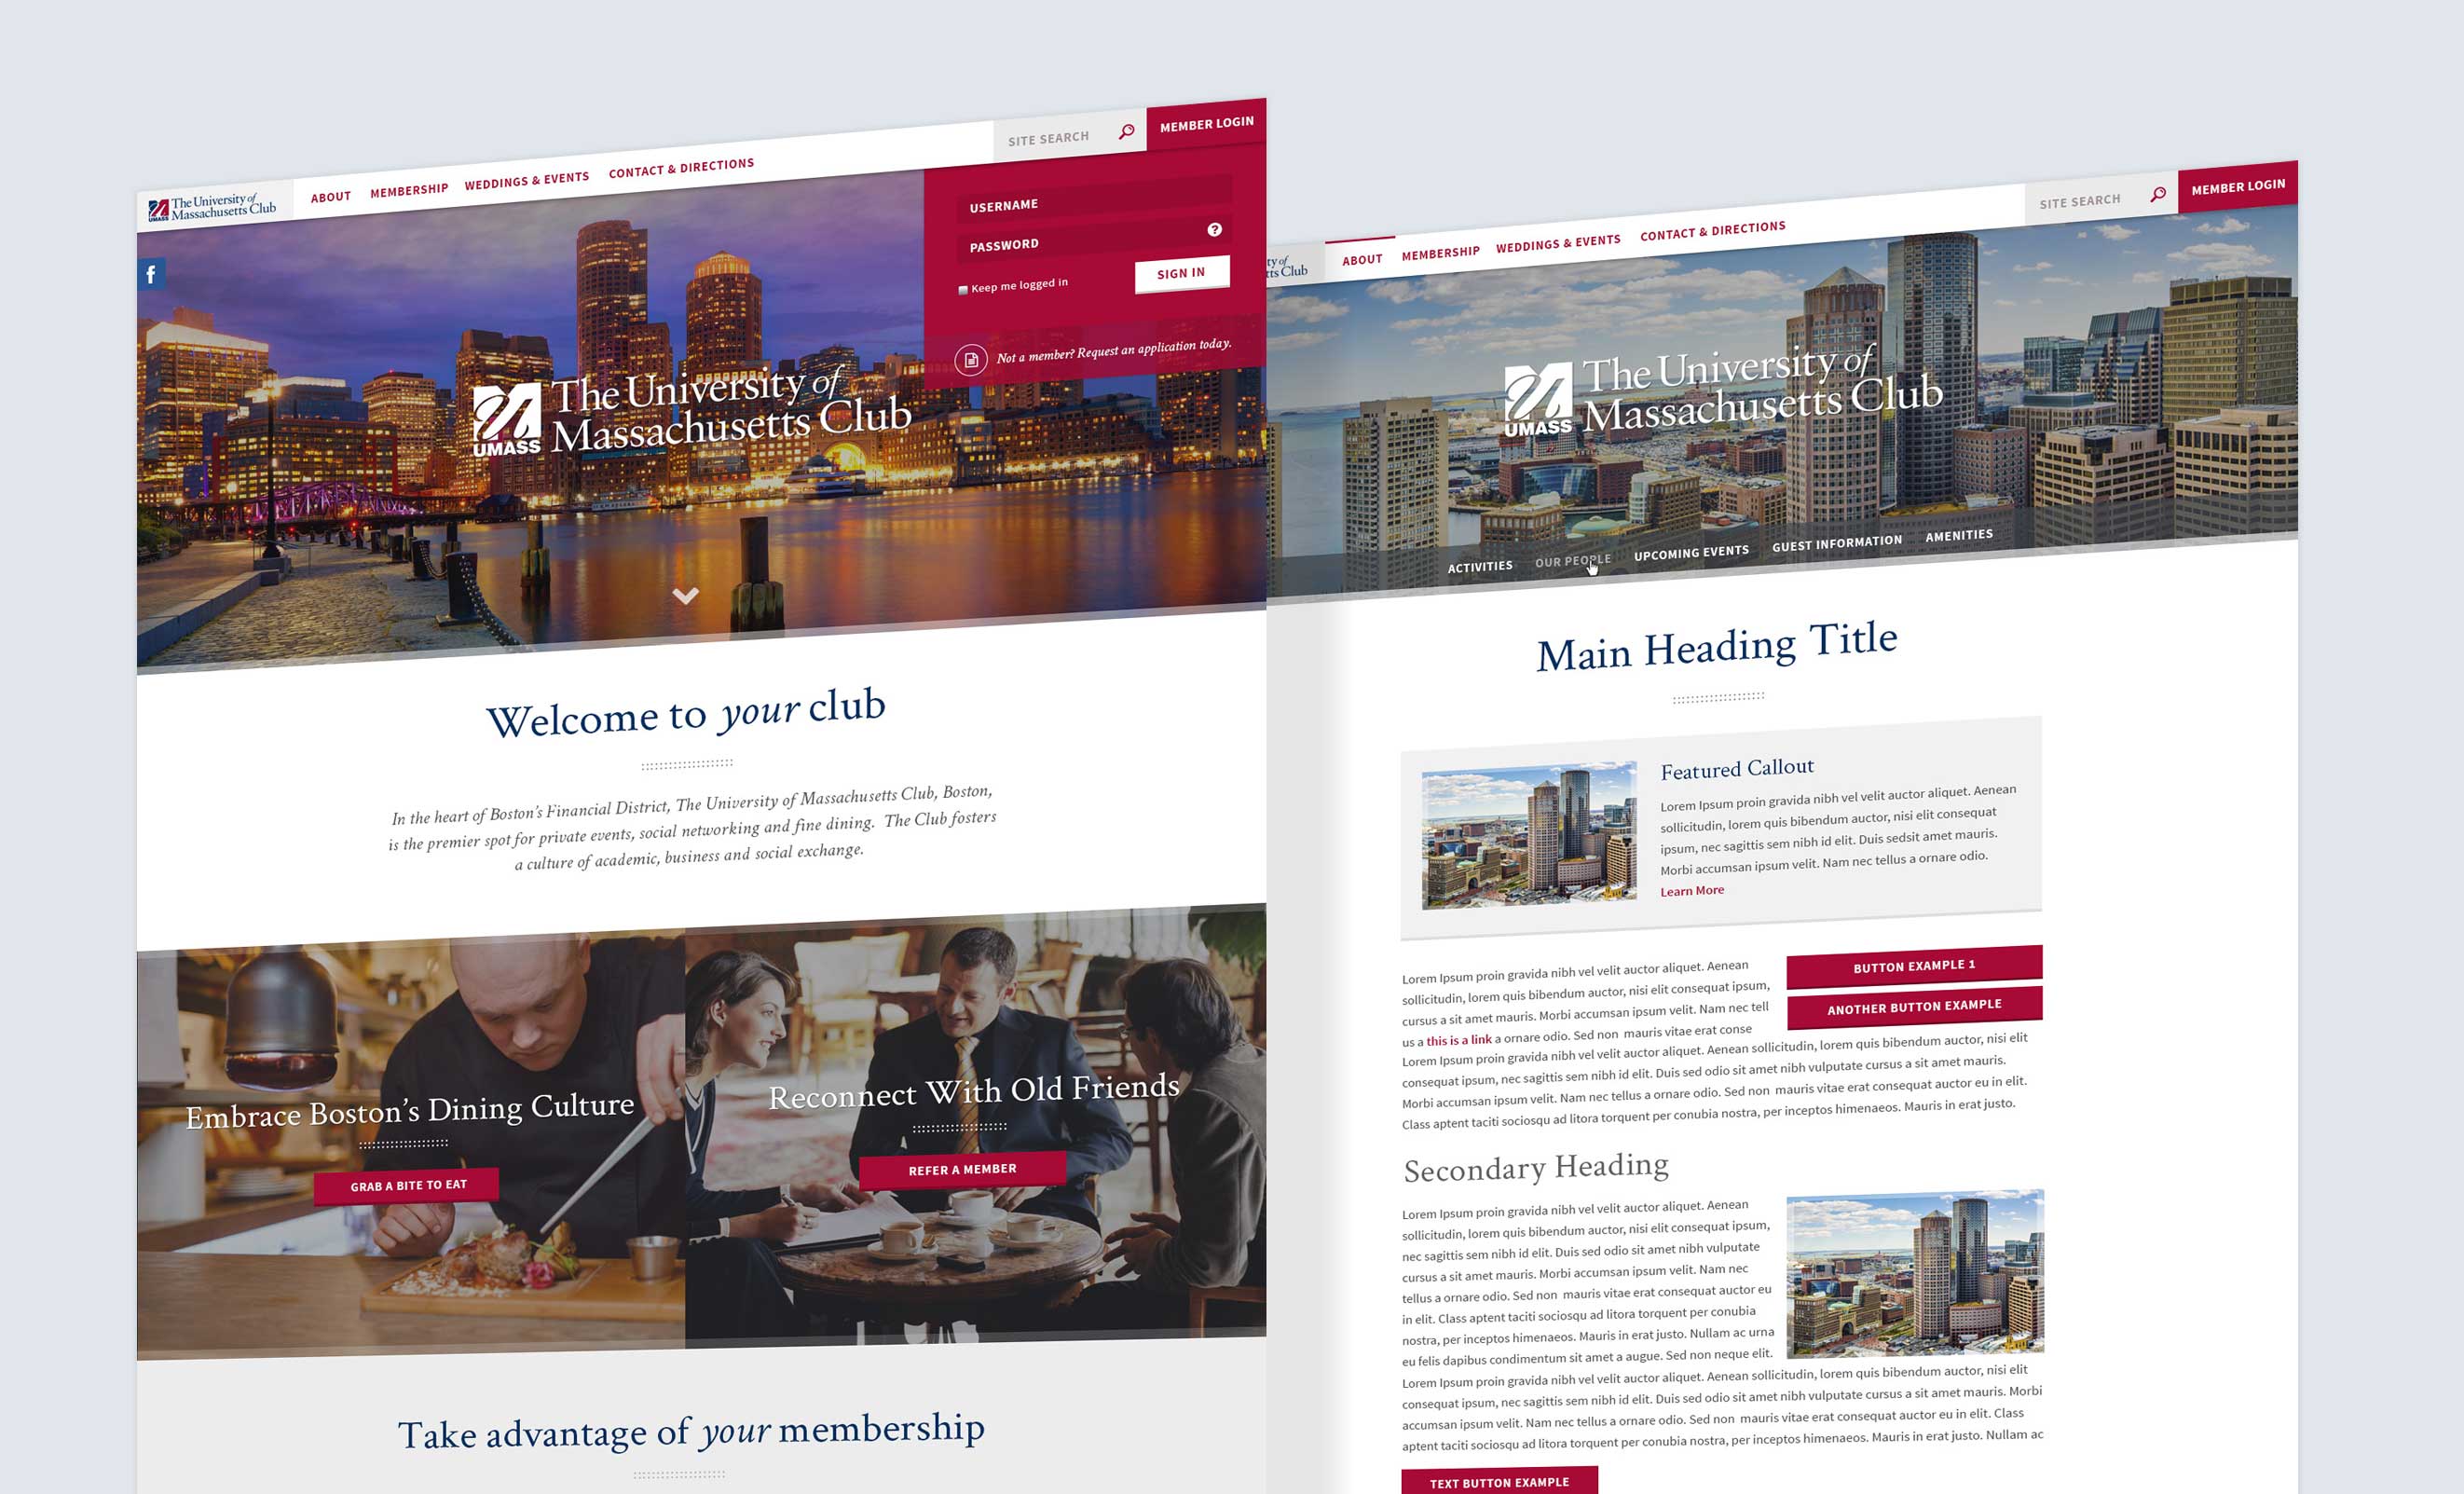 The University of
Massachusetts Club
UMASS
ABOUT
MEMBERSHIP
WEDDINGS & EVENTS
CONTACT & DIRECTIONS
SITE SEARCH
MEMBER LOGIN
f
USERNAME
PASSWORD
?
Keep me logged in
SIGN IN
Not a member? Request an application today.
The University of
Massachusetts Club
UMASS
Welcome to your club
In the heart of Boston's Financial District, The University of Massachusetts Club, Boston,
is the premier spot for private events, social networking and fine dining. The Club fosters
a culture of academic, business and social exchange.
Embrace Boston's Dining Culture
GRAB A BITE TO EAT
Reconnect With Old Friends
REFER A MEMBER
Take advantage of your membership
ty of
tts Club
ABOUT
MEMBERSHIP
WEDDINGS & EVENTS
CONTACT & DIRECTIONS
SITE SEARCH
MEMBER LOGIN
The University of
Massachusetts Club
UMASS
ACTIVITIES
OUR PEOPLE
UPCOMING EVENTS
GUEST INFORMATION
AMENITIES
Main Heading Title
Featured Callout
Lorem Ipsum proin gravida nibh vel velit auctor aliquet. Aenean
sollicitudin, lorem quis bibendum auctor, nisi elit consequat
ipsum, nec sagittis sem nibh id elit. Duis sedsit amet mauris.
Morbi accumsan ipsum velit. Nam nec tellus a ornare odio.
Learn More
Lorem Ipsum proin gravida nibh vel velit auctor aliquet. Aenean
sollicitudin, lorem quis bibendum auctor, nisi elit consequat ipsum,
cursus a sit amet mauris. Morbi accumsan ipsum velit. Nam nec tell
us a this is a link a ornare odio. Sed non mauris vitae erat conse
BUTTON EXAMPLE 1
ANOTHER BUTTON EXAMPLE
Lorem Ipsum proin gravida nibh vel velit auctor aliquet. Aenean sollicitudin, lorem quis bibendum auctor, nisi elit
consequat ipsum, nec sagittis sem nibh id elit. Duis sed odio sit amet nibh vulputate cursus a sit amet mauris.
Morbi accumsan ipsum velit. Nam nec tellus a ornare odio. Sed non mauris vitae erat consequat auctor eu in elit.
Class aptent taciti sociosqu ad litora torquent per conubia nostra, per inceptos himenaeos. Mauris in erat justo.
Secondary Heading
Lorem Ipsum proin gravida nibh vel velit auctor aliquet. Aenean
sollicitudin, lorem quis bibendum auctor, nisi elit consequat ipsum,
nec sagittis sem nibh id elit. Duis sed odio sit amet nibh vulputate
cursus a sit amet mauris. Morbi accumsan ipsum velit. Nam nec
tellus a ornare odio. Sed non mauris vitae erat consequat auctor eu
in elit. Class aptent taciti sociosqu ad litora torquent per conubia
nostra, per inceptos himenaeos. Mauris in erat justo. Nullam ac urna
eu felis dapibus condimentum sit amet a augue. Sed non neque elit.
Lorem Ipsum proin gravida nibh vel velit auctor aliquet. Aenean sollicitudin, lorem quis bibendum auctor, nisi elit
consequat ipsum, nec sagittis sem nibh id elit. Duis sed odio sit amet nibh vulputate cursus a sit amet mauris. Morbi
accumsan ipsum velit. Nam nec tellus a ornare odio. Sed non mauris vitae erat consequat auctor eu in elit. Class
aptent taciti sociosqu ad litora torquent per conubia nostra, per inceptos himenaeos. Mauris in erat justo. Nullam ac
TEXT BUTTON EXAMPLE